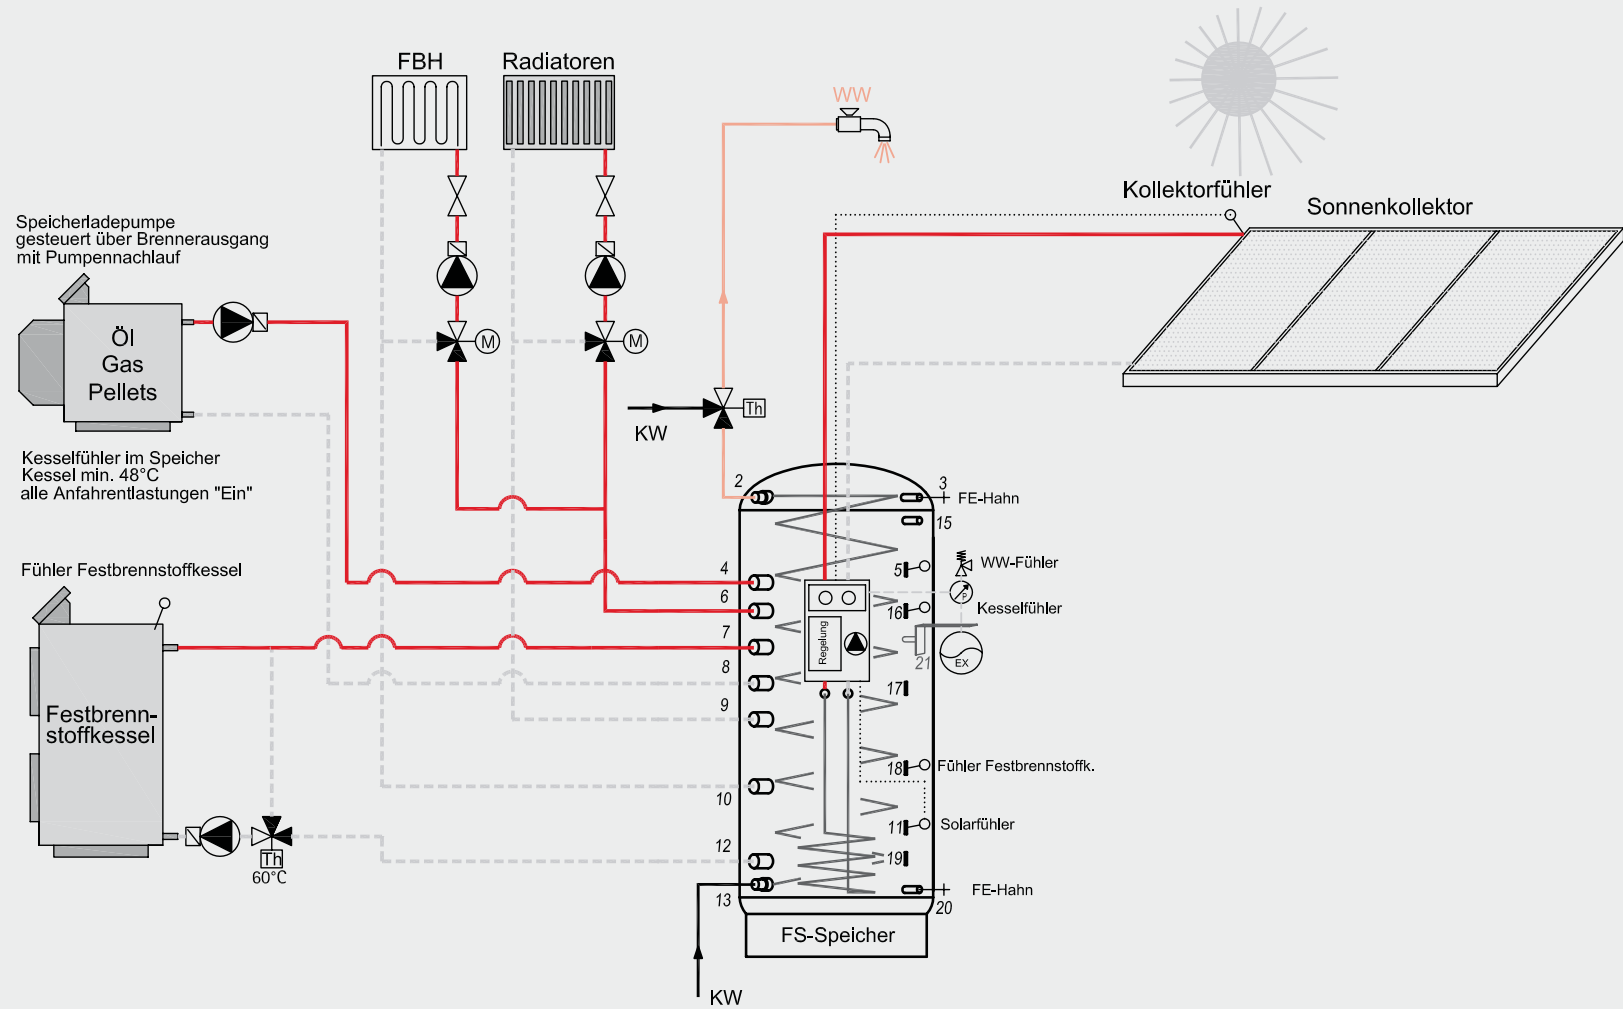 FBH
Radiatoren
WW
Kollektorfühler
Sonnenkollektor
Speicherladepumpe
gesteuert über Brennerausgang
mit Pumpennachlauf
Öl
Gas
Pellets
M
M
Th
KW
Kesselfühler im Speicher
Kessel min. 48°C
alle Anfahrentlastungen "Ein"
2
3
FE-Hahn
15
Fühler Festbrennstoffkessel
4
5
WW-Fühler
P
6
16
Kesselfühler
7
Regelung
21
EX
8
17
9
Festbrenn-
stoffkessel
18
Fühler Festbrennstoffk.
10
11
Solarfühler
12
19
Th
60°C
13
FE-Hahn
20
FS-Speicher
KW